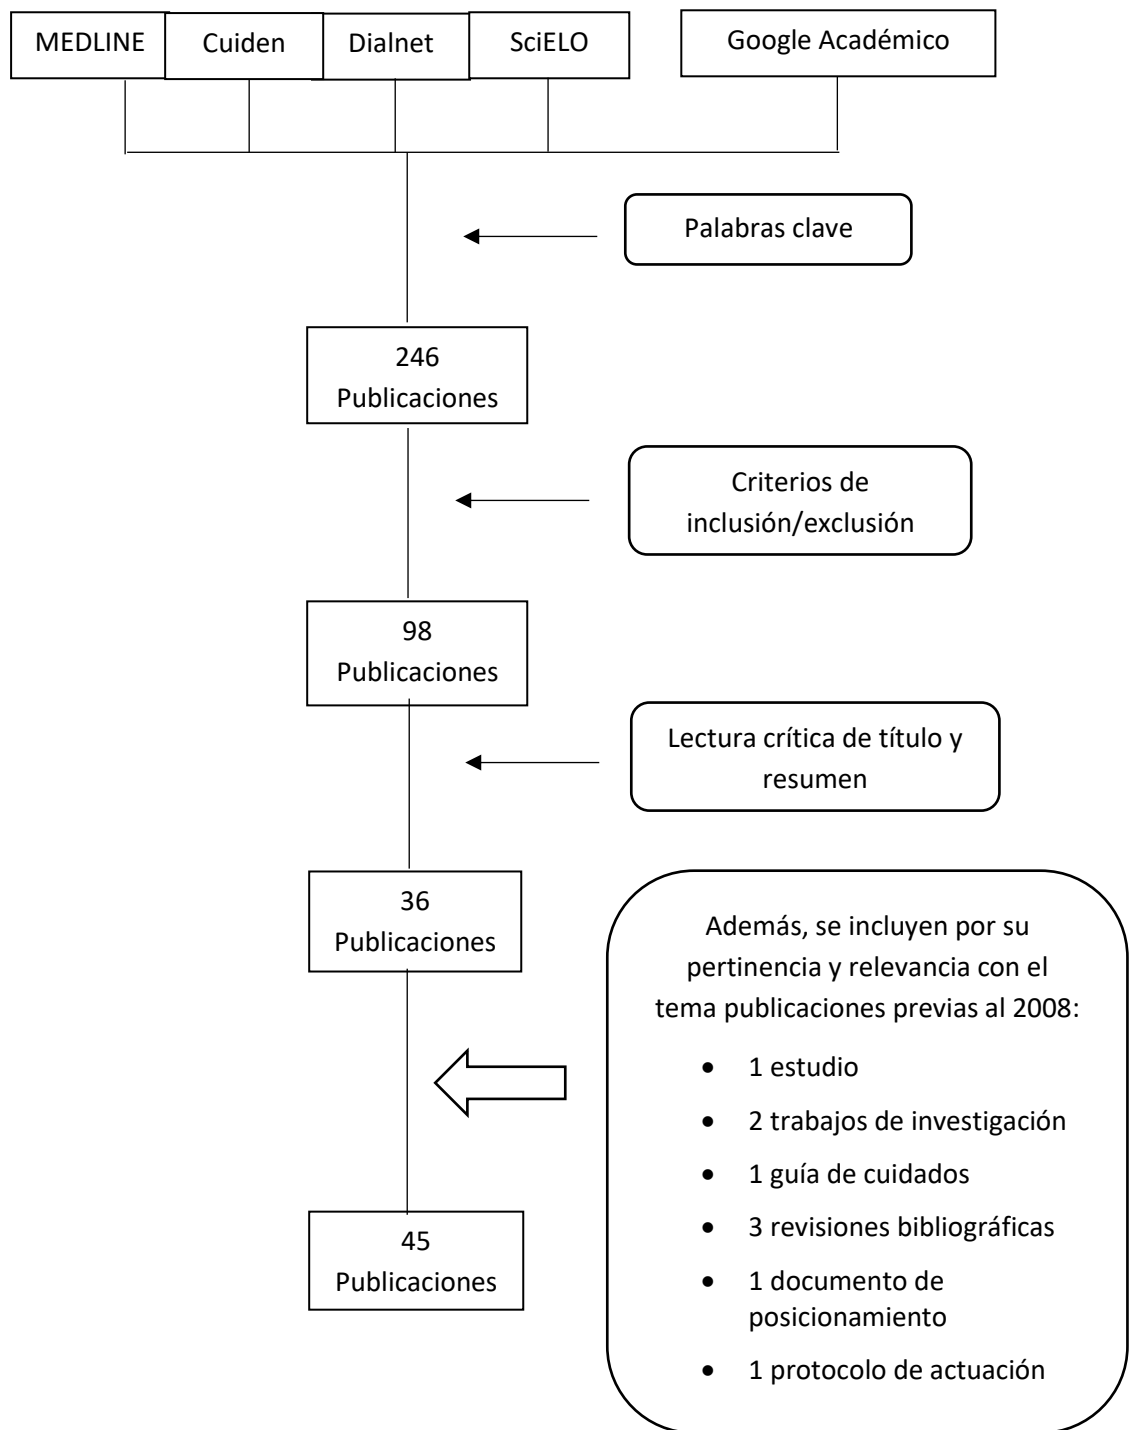 MEDLINE
Cuiden
Dialnet
SciELO
Google Académico
Palabras clave
246
Publicaciones
Criterios de
inclusión/exclusión
98
Publicaciones
Lectura crítica de título y
resumen
36
Publicaciones
Además, se incluyen por su
pertinencia y relevancia con el
tema publicaciones previas al 2008:
• 1 estudio
• 2 trabajos de investigación
• 1 guía de cuidados
• 3 revisiones bibliográficas
• 1 documento de
posicionamiento
• 1 protocolo de actuación
45
Publicaciones